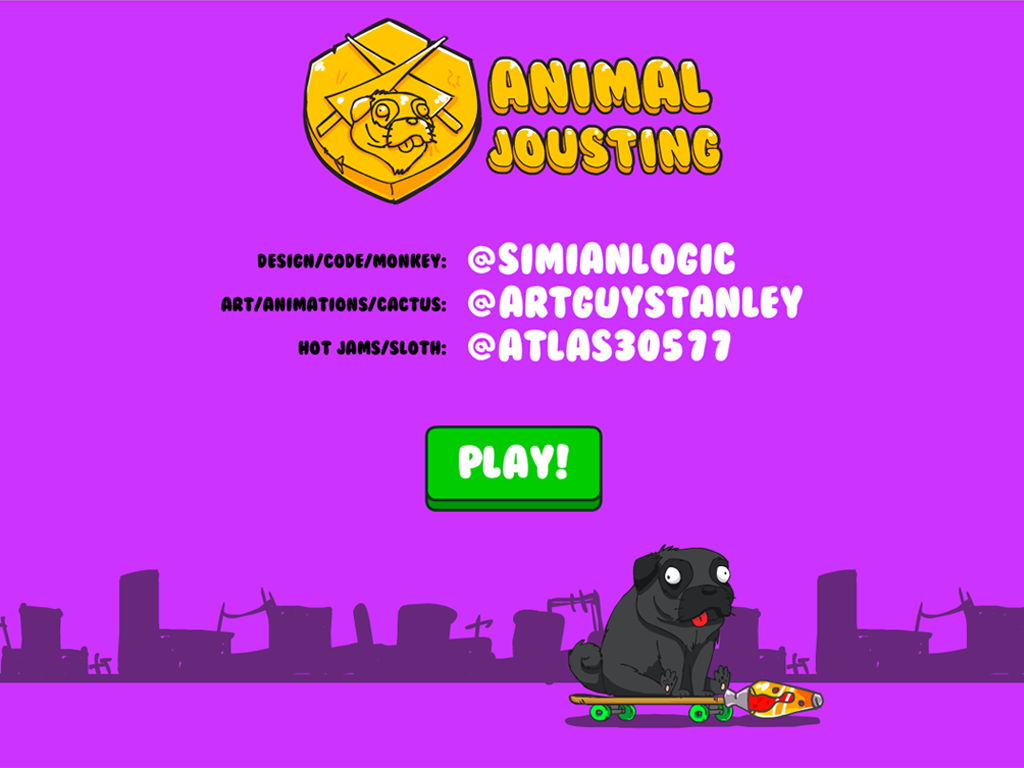 ANIMAL
JOUSTING
DESIGN/CODE/MONKEY: @SIMIANLOGIC
ART/ANIMATIONS/CACTUS: @ARTGUYSTANLEY
HOT JAMS/SLOTH: @ATLAS30577
PLAY!